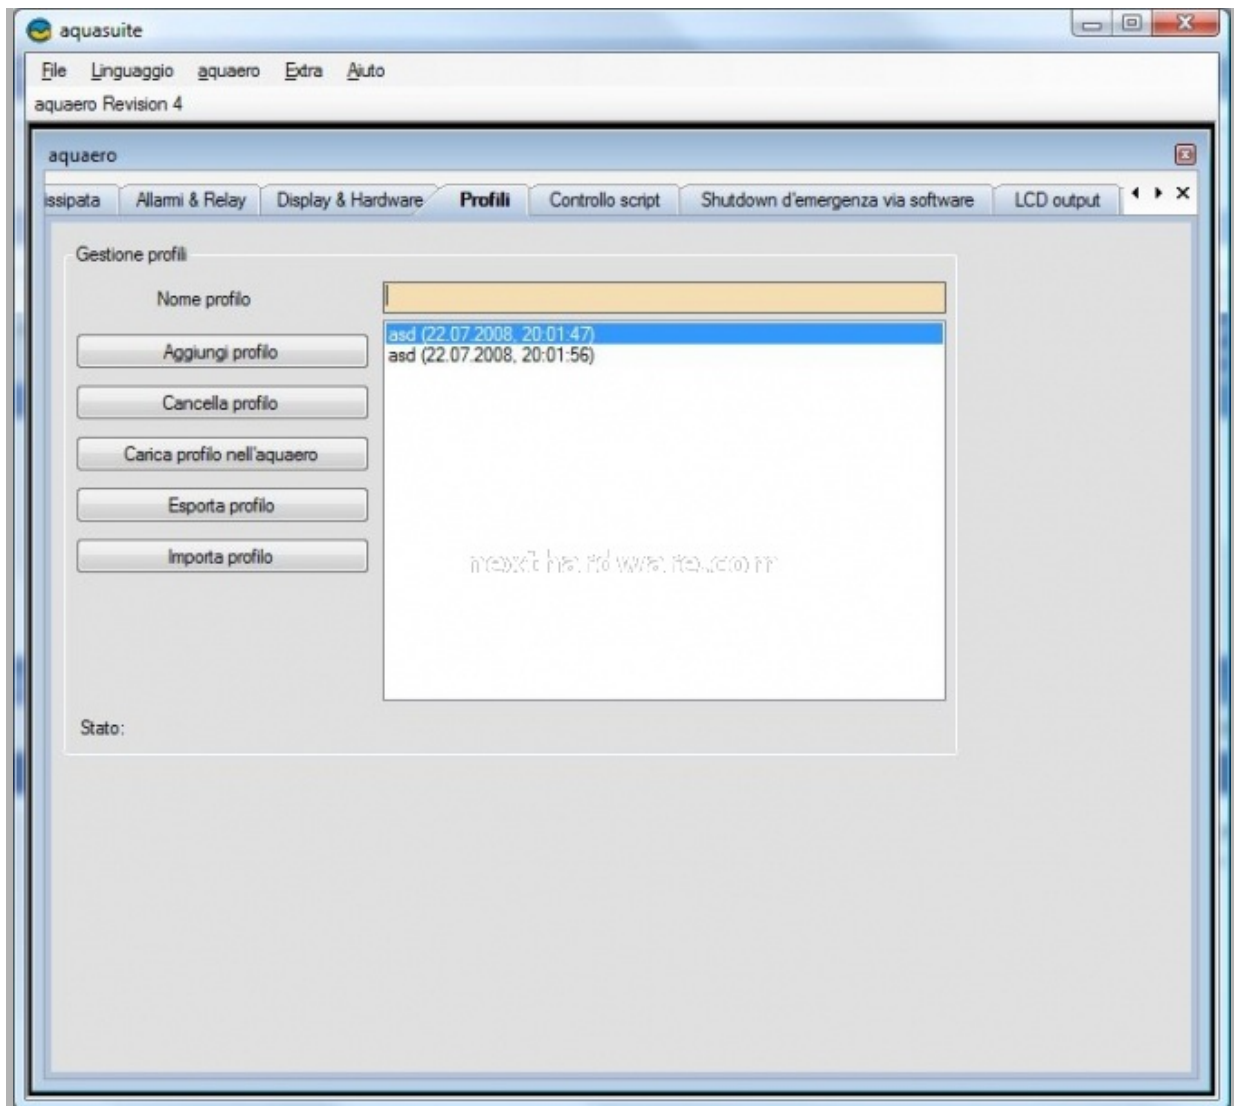 aquasuite
File Linguaggio aquaero Extra Aiuto
aquaero Revision 4
aquaero
issipata Allarmi & Relay Display & Hardware Profili Controllo script Shutdown d'emergenza via software LCD output
Gestione profili
Nome profilo
asd (22.07.2008, 20:01:47)
Aggiungi profilo
asd (22.07.2008, 20:01:56)
Cancella profilo
Carica profilo nell'aquaero
Esporta profilo
Importa profilo
nexthardware.com
Stato: